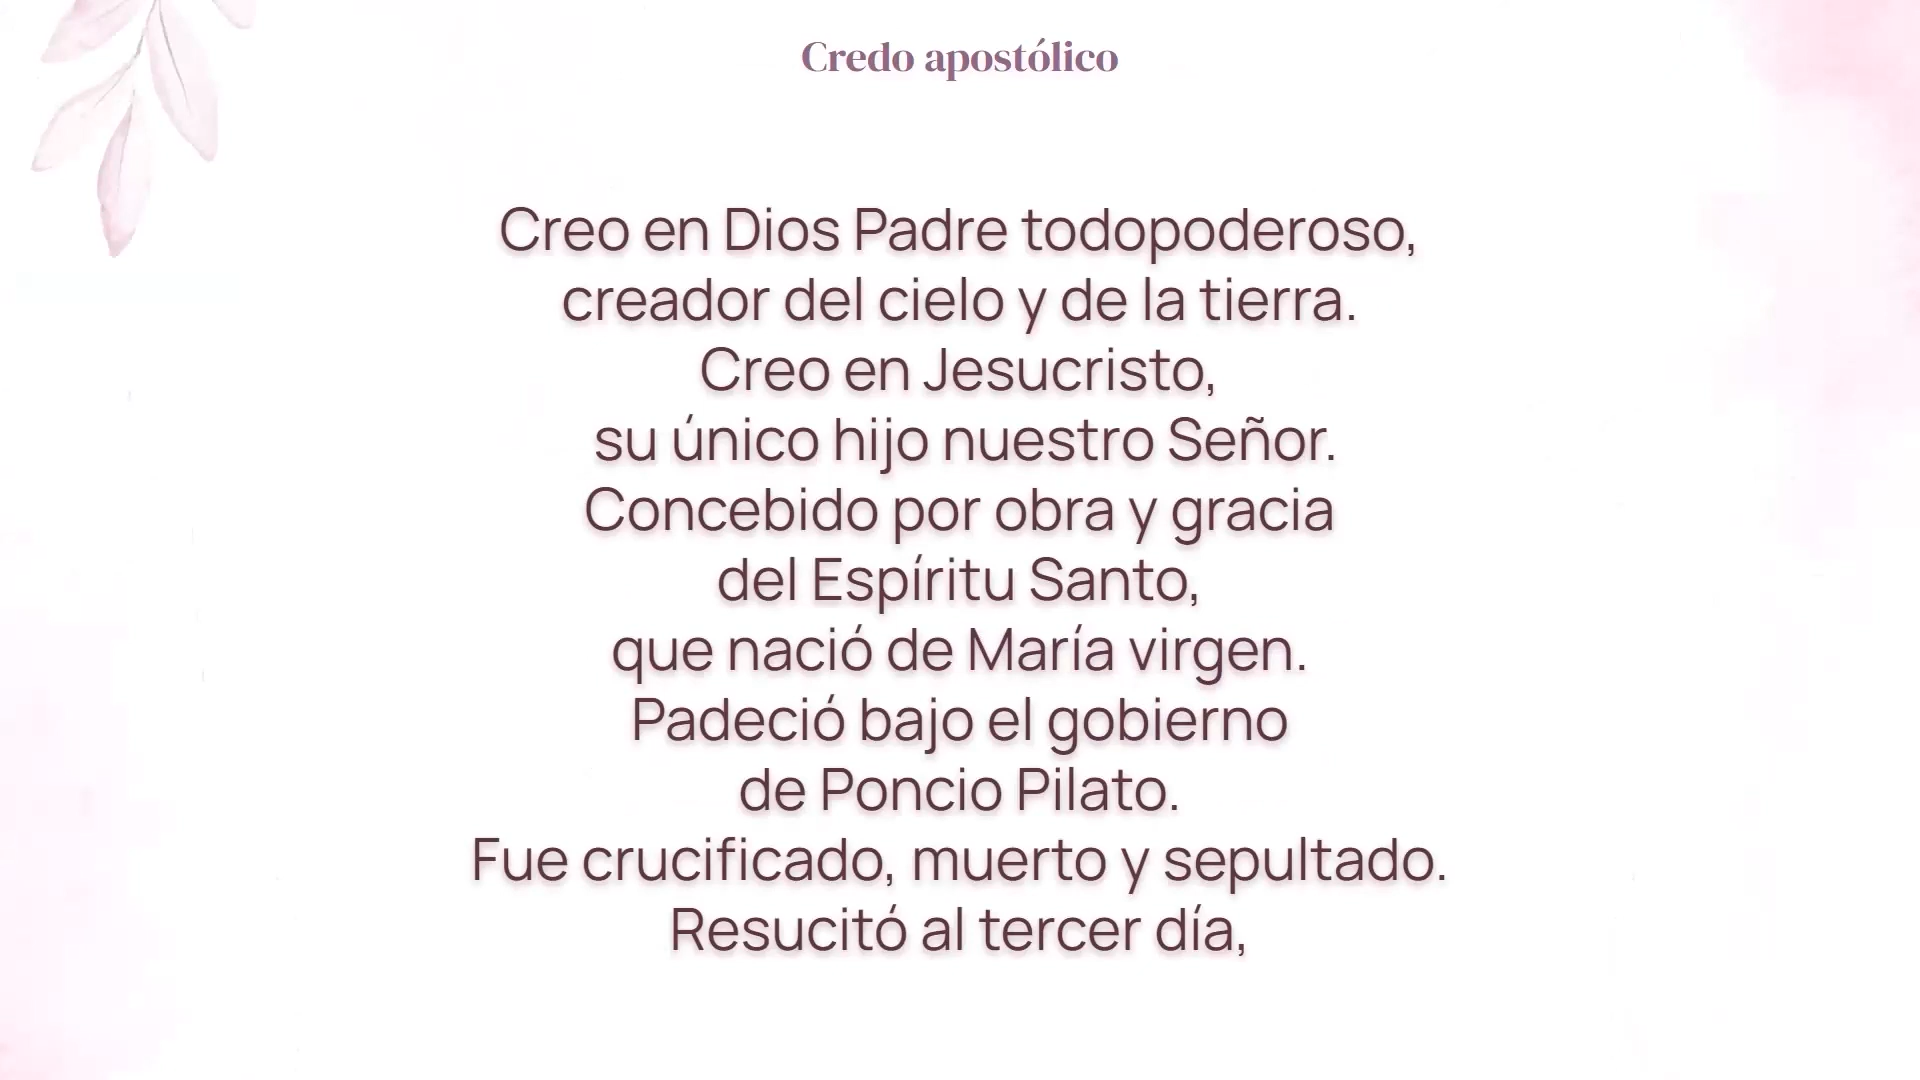 Credo apostólico
Creo en Dios Padre todopoderoso,
creador del cielo y de la tierra.
Creo en Jesucristo,
su único hijo nuestro Señor.
Concebido por obra y gracia
del Espíritu Santo,
que nació de María virgen.
Padeció bajo el gobierno
de Poncio Pilato.
Fue crucificado, muerto y sepultado.
Resucitó al tercer día,